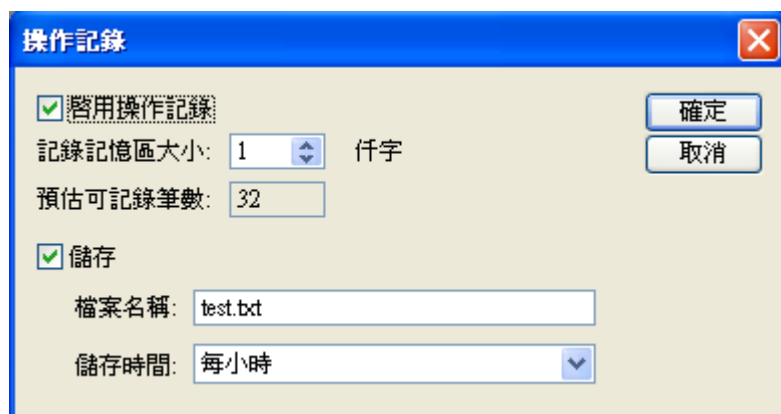 操作記錄
啓用操作記錄
確定
記錄記憶區大小: 1 仟字
取消
預估可記錄筆數: 32
儲存
檔案名稱: test.txt
儲存時間: 每小時